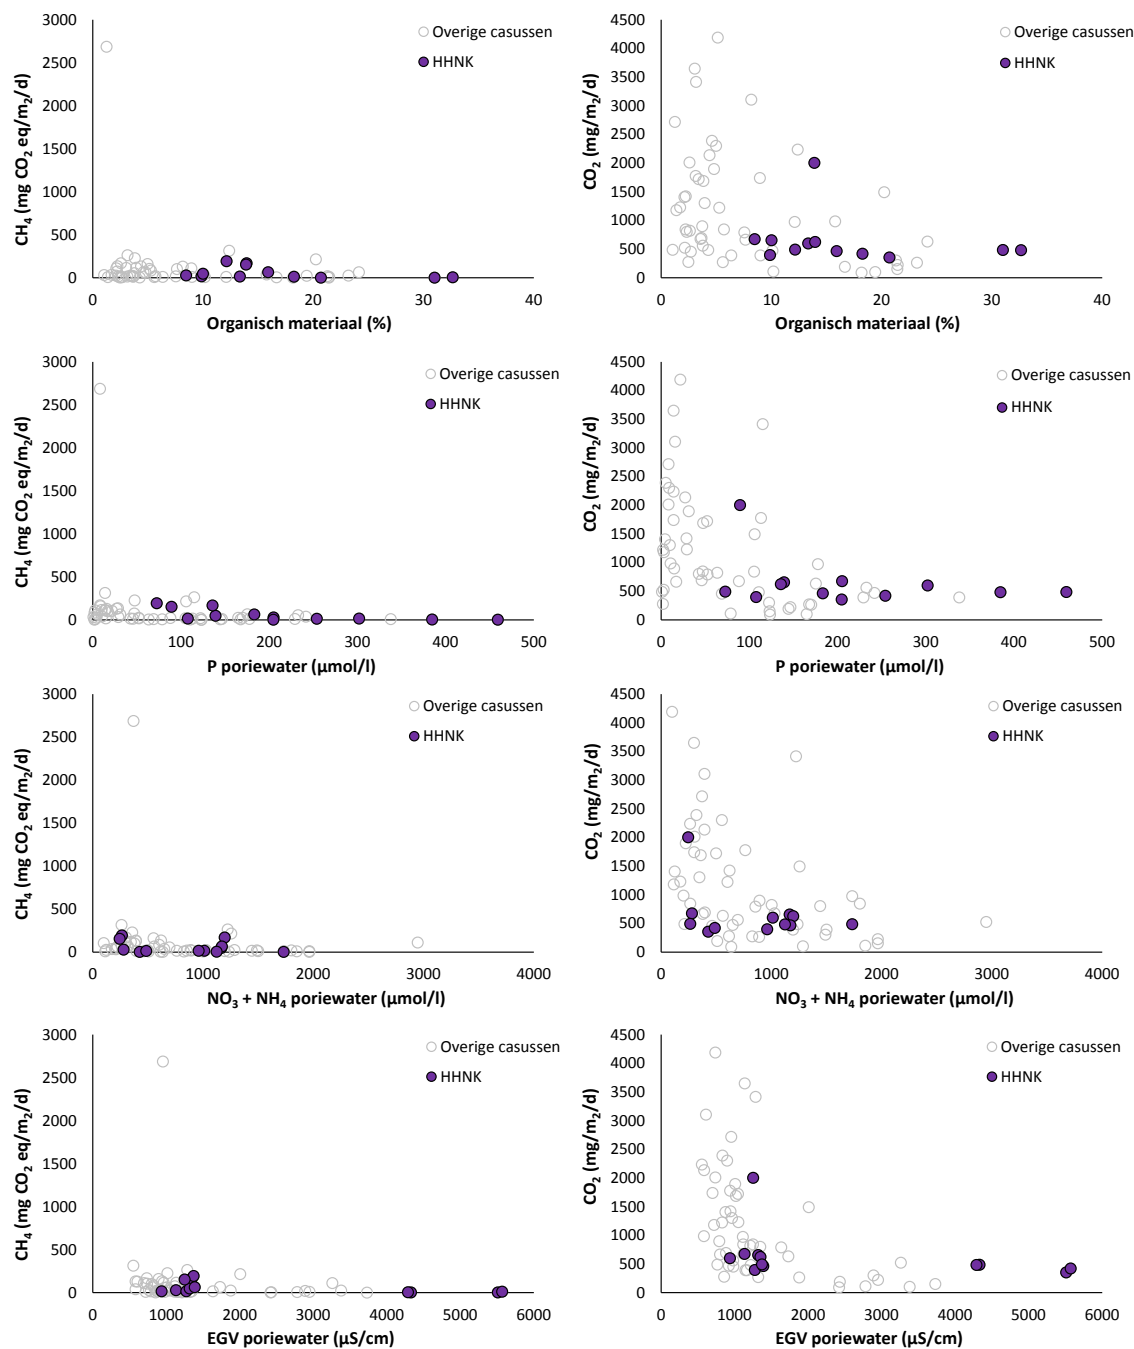 3000
2500
2000
1500
1000
500
0
CH₄ (mg CO₂ eq/m₂/d)
0 10 20 30 40
Organisch materiaal (%)
Overige casussen
HHNK
4500
4000
3500
3000
2500
2000
1500
1000
500
0
CO₂ (mg/m₂/d)
0 10 20 30 40
Organisch materiaal (%)
Overige casussen
HHNK
3000
2500
2000
1500
1000
500
0
CH₄ (mg CO₂ eq/m₂/d)
0 100 200 300 400 500
P poriewater (µmol/l)
Overige casussen
HHNK
4500
4000
3500
3000
2500
2000
1500
1000
500
0
CO₂ (mg/m₂/d)
0 100 200 300 400 500
P poriewater (µmol/l)
Overige casussen
HHNK
3000
2500
2000
1500
1000
500
0
CH₄ (mg CO₂ eq/m₂/d)
0 1000 2000 3000 4000
NO₃ + NH₄ poriewater (µmol/l)
Overige casussen
HHNK
4500
4000
3500
3000
2500
2000
1500
1000
500
0
CO₂ (mg/m₂/d)
0 1000 2000 3000 4000
NO₃ + NH₄ poriewater (µmol/l)
Overige casussen
HHNK
3000
2500
2000
1500
1000
500
0
CH₄ (mg CO₂ eq/m₂/d)
0 1000 2000 3000 4000 5000 6000
EGV poriewater (µS/cm)
Overige casussen
HHNK
4500
4000
3500
3000
2500
2000
1500
1000
500
0
CO₂ (mg/m₂/d)
0 1000 2000 3000 4000 5000 6000
EGV poriewater (µS/cm)
Overige casussen
HHNK